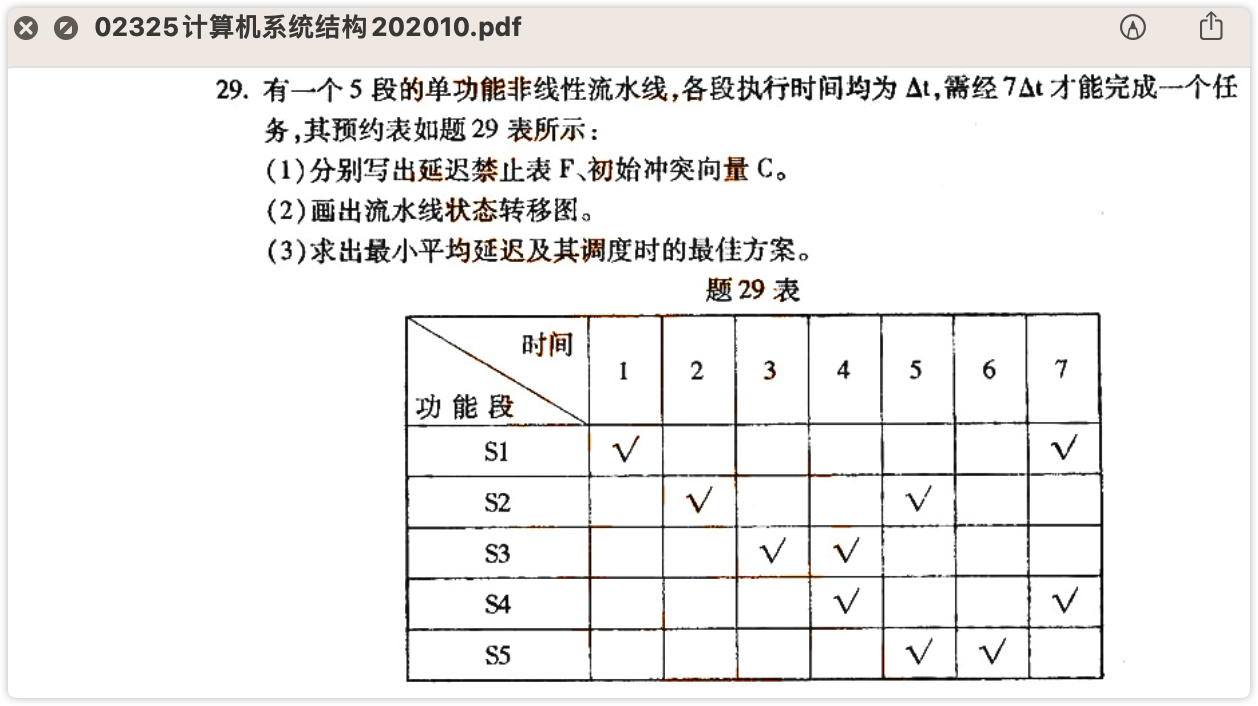 02325计算机系统结构202010.pdf
29. 有一个 5 段的单功能非线性流水线,各段执行时间均为 Δt,需经 7Δt 才能完成一个任
务,其预约表如题 29 表所示:
(1)分别写出延迟禁止表 F、初始冲突向量 C。
(2)画出流水线状态转移图。
(3)求出最小平均延迟及其调度时的最佳方案。
题 29 表
时间
功能段
1 2 3 4 5 6 7
S1 √ √
S2 √ √
S3 √ √
S4 √ √
S5 √ √